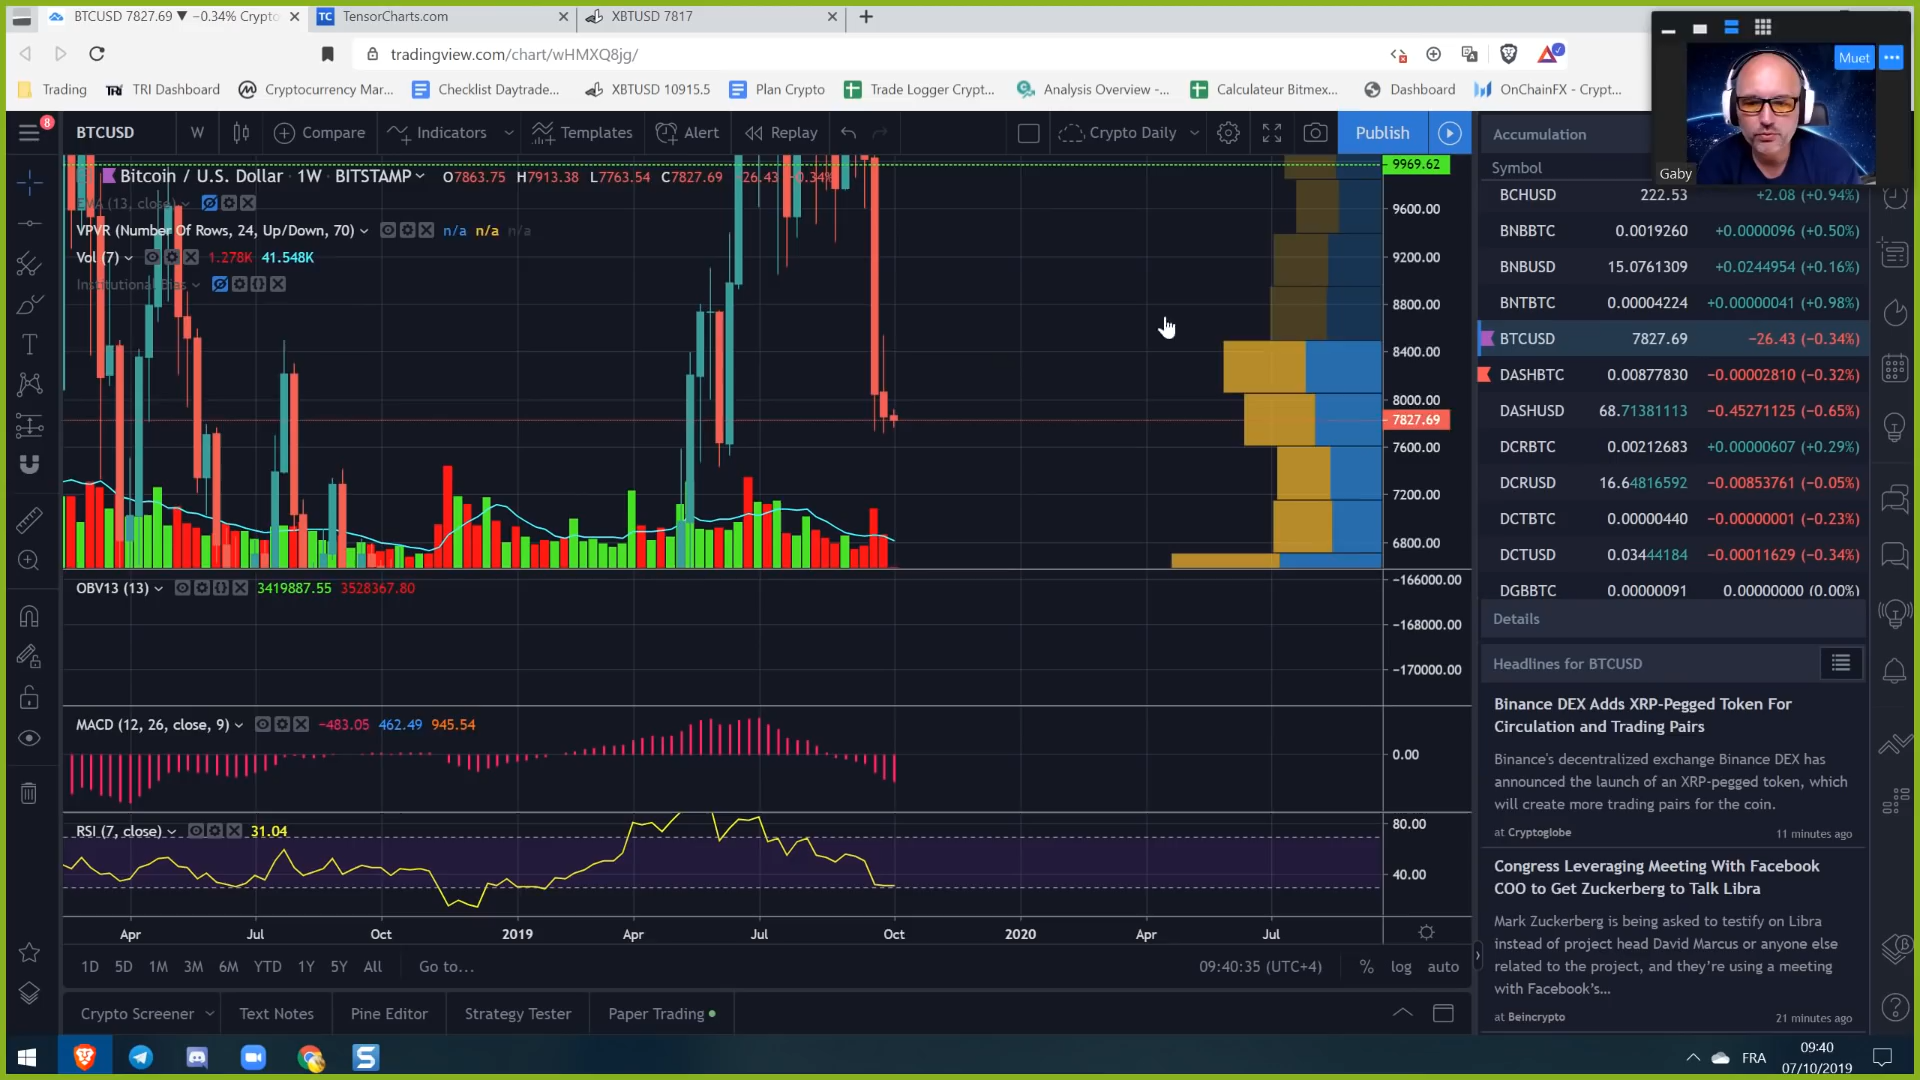 BTCUSD 7827.69 ▼ −0.34% Crypto
TensorCharts.com
XBTUSD 7817
tradingview.com/chart/wHMXQ8jg/
Trading
TRI Dashboard
Cryptocurrency Mar...
Checklist Daytrade...
XBTUSD 10915.5
Plan Crypto
Trade Logger Crypt...
Analysis Overview -...
Calculateur Bitmex...
Dashboard
OnChainFX - Crypt...
Muet
Gaby
8
BTCUSD
W
Compare
Indicators
Templates
Alert
Replay
Crypto Daily
Publish
Accumulation
Symbol
Bitcoin / U.S. Dollar · 1W · BITSTAMP O7863.75 H7913.38 L7763.54 C7827.69 −26.43 (−0.34%)
EMA (13, close)
VPVR (Number Of Rows, 24, Up/Down, 70) n/a n/a n/a
Vol (7) 1.278K 41.548K
Institutional Bias
9969.62
9600.00
9200.00
8800.00
8400.00
8000.00
7827.69
7600.00
7200.00
6800.00
OBV13 (13) 3419887.55 3528367.80
−166000.00
−168000.00
−170000.00
MACD (12, 26, close, 9) −483.05 462.49 945.54
0.00
RSI (7, close) 31.04
80.00
40.00
Apr Jul Oct 2019 Apr Jul Oct 2020 Apr Jul
1D 5D 1M 3M 6M YTD 1Y 5Y All Go to...
09:40:35 (UTC+4) % log auto
Crypto Screener Text Notes Pine Editor Strategy Tester Paper Trading
BCHUSD 222.53 +2.08 (+0.94%)
BNBBTC 0.0019260 +0.0000096 (+0.50%)
BNBUSD 15.0761309 +0.0244954 (+0.16%)
BNTBTC 0.00004224 +0.00000041 (+0.98%)
BTCUSD 7827.69 −26.43 (−0.34%)
DASHBTC 0.00877830 −0.00002810 (−0.32%)
DASHUSD 68.71381113 −0.45271125 (−0.65%)
DCRBTC 0.00212683 +0.00000607 (+0.29%)
DCRUSD 16.64816592 −0.00853761 (−0.05%)
DCTBTC 0.00000440 −0.00000001 (−0.23%)
DCTUSD 0.03444184 −0.00011629 (−0.34%)
DGBBTC 0.00000091 0.00000000 (0.00%)
Details
Headlines for BTCUSD
Binance DEX Adds XRP-Pegged Token For
Circulation and Trading Pairs
Binance's decentralized exchange Binance DEX has
announced the launch of an XRP-pegged token, which
will create more trading pairs for the coin.
at Cryptoglobe 11 minutes ago
Congress Leveraging Meeting With Facebook
COO to Get Zuckerberg to Talk Libra
Mark Zuckerberg is being asked to testify on Libra
instead of project head David Marcus or anyone else
related to the project, and they're using a meeting
with Facebook's...
at Beincrypto 21 minutes ago
FRA
09:40
07/10/2019